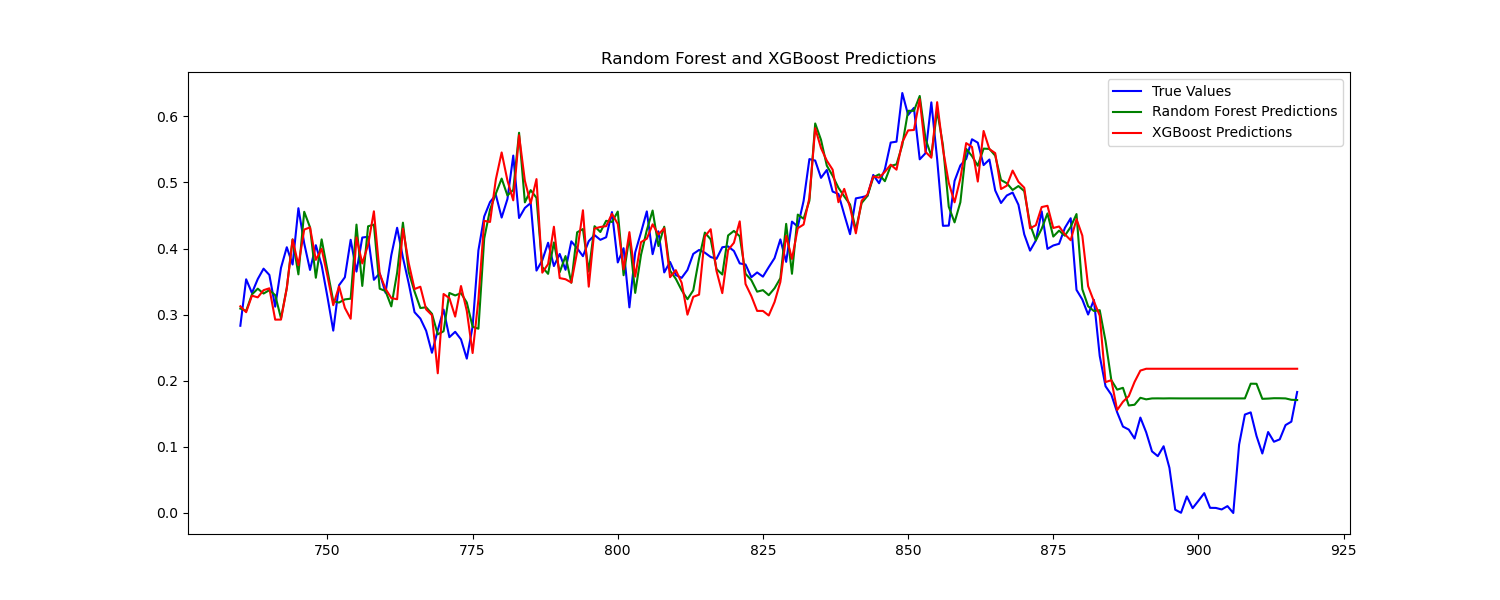 Random Forest and XGBoost Predictions
True Values
Random Forest Predictions
XGBoost Predictions
0.6
0.5
0.4
0.3
0.2
0.1
0.0
750 775 800 825 850 875 900 925